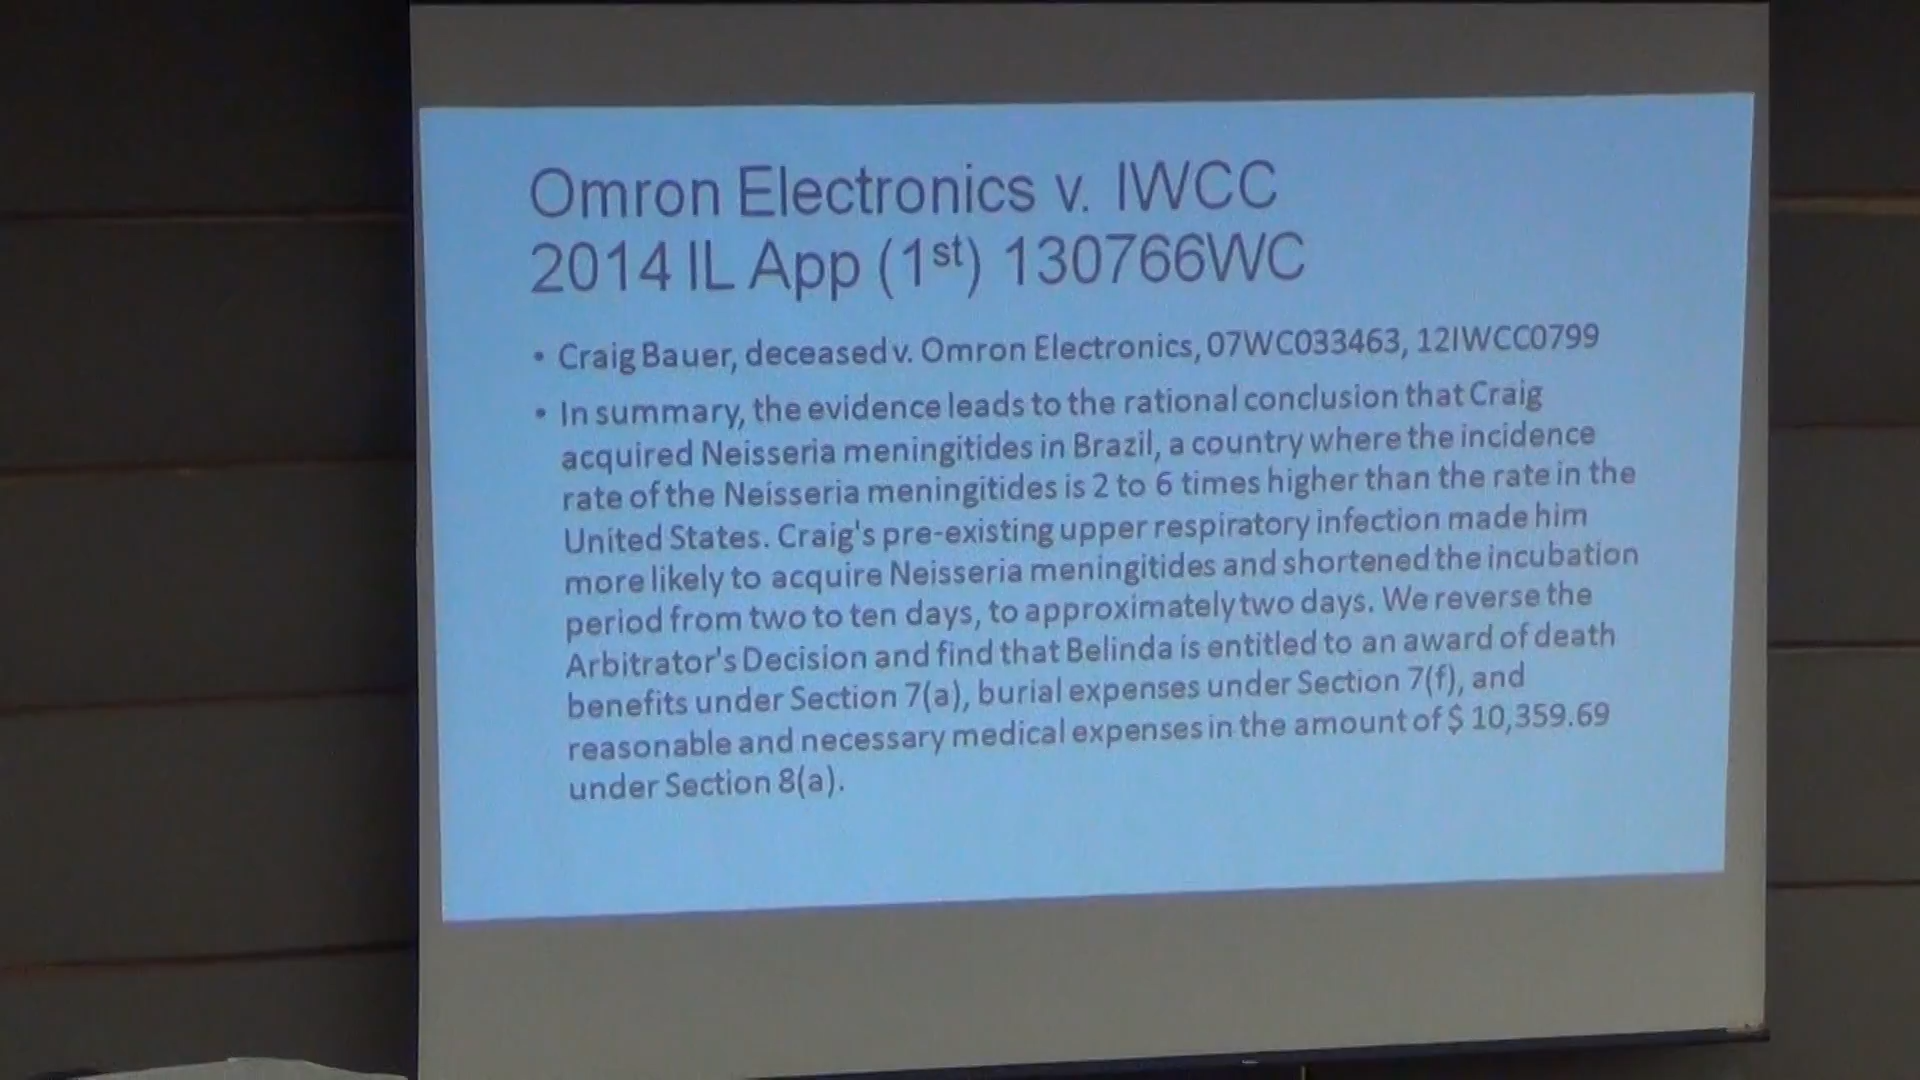 Omron Electronics v. IWCC
2014 IL App (1st) 130766WC
• Craig Bauer, deceased v. Omron Electronics, 07WC033463, 12IWCC0799
• In summary, the evidence leads to the rational conclusion that Craig
acquired Neisseria meningitides in Brazil, a country where the incidence
rate of the Neisseria meningitides is 2 to 6 times higher than the rate in the
United States. Craig's pre-existing upper respiratory infection made him
more likely to acquire Neisseria meningitides and shortened the incubation
period from two to ten days, to approximately two days. We reverse the
Arbitrator's Decision and find that Belinda is entitled to an award of death
benefits under Section 7(a), burial expenses under Section 7(f), and
reasonable and necessary medical expenses in the amount of $ 10,359.69
under Section 8(a).